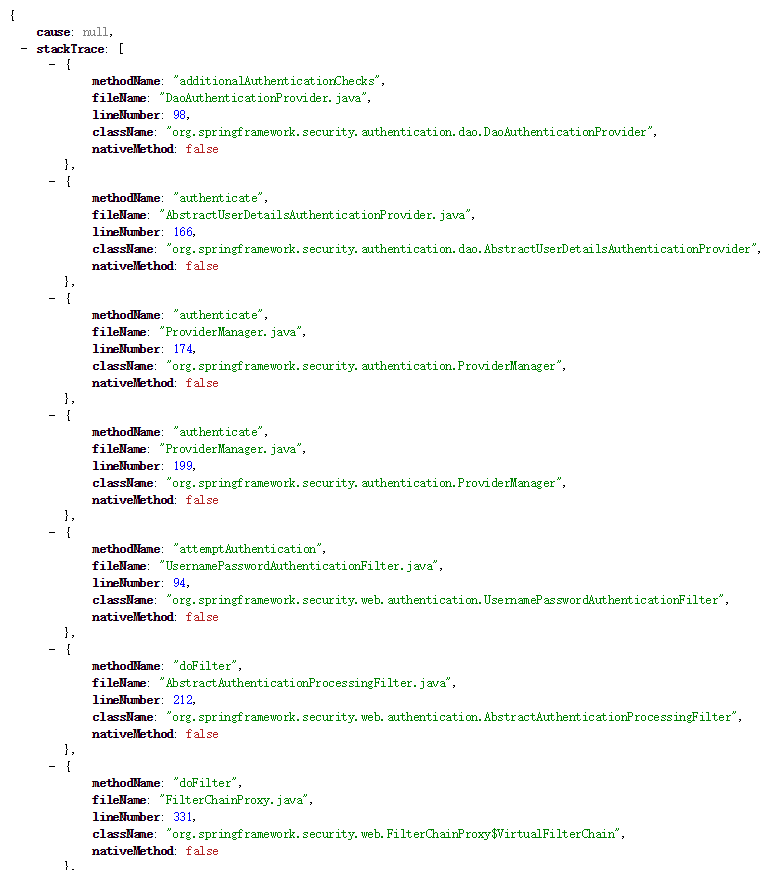 {
cause: null,
- stackTrace: [
- {
methodName: "additionalAuthenticationChecks",
fileName: "DaoAuthenticationProvider.java",
lineNumber: 98,
className: "org.springframework.security.authentication.dao.DaoAuthenticationProvider",
nativeMethod: false
},
- {
methodName: "authenticate",
fileName: "AbstractUserDetailsAuthenticationProvider.java",
lineNumber: 166,
className: "org.springframework.security.authentication.dao.AbstractUserDetailsAuthenticationProvider",
nativeMethod: false
},
- {
methodName: "authenticate",
fileName: "ProviderManager.java",
lineNumber: 174,
className: "org.springframework.security.authentication.ProviderManager",
nativeMethod: false
},
- {
methodName: "authenticate",
fileName: "ProviderManager.java",
lineNumber: 199,
className: "org.springframework.security.authentication.ProviderManager",
nativeMethod: false
},
- {
methodName: "attemptAuthentication",
fileName: "UsernamePasswordAuthenticationFilter.java",
lineNumber: 94,
className: "org.springframework.security.web.authentication.UsernamePasswordAuthenticationFilter",
nativeMethod: false
},
- {
methodName: "doFilter",
fileName: "AbstractAuthenticationProcessingFilter.java",
lineNumber: 212,
className: "org.springframework.security.web.authentication.AbstractAuthenticationProcessingFilter",
nativeMethod: false
},
- {
methodName: "doFilter",
fileName: "FilterChainProxy.java",
lineNumber: 331,
className: "org.springframework.security.web.FilterChainProxy$VirtualFilterChain",
nativeMethod: false
},